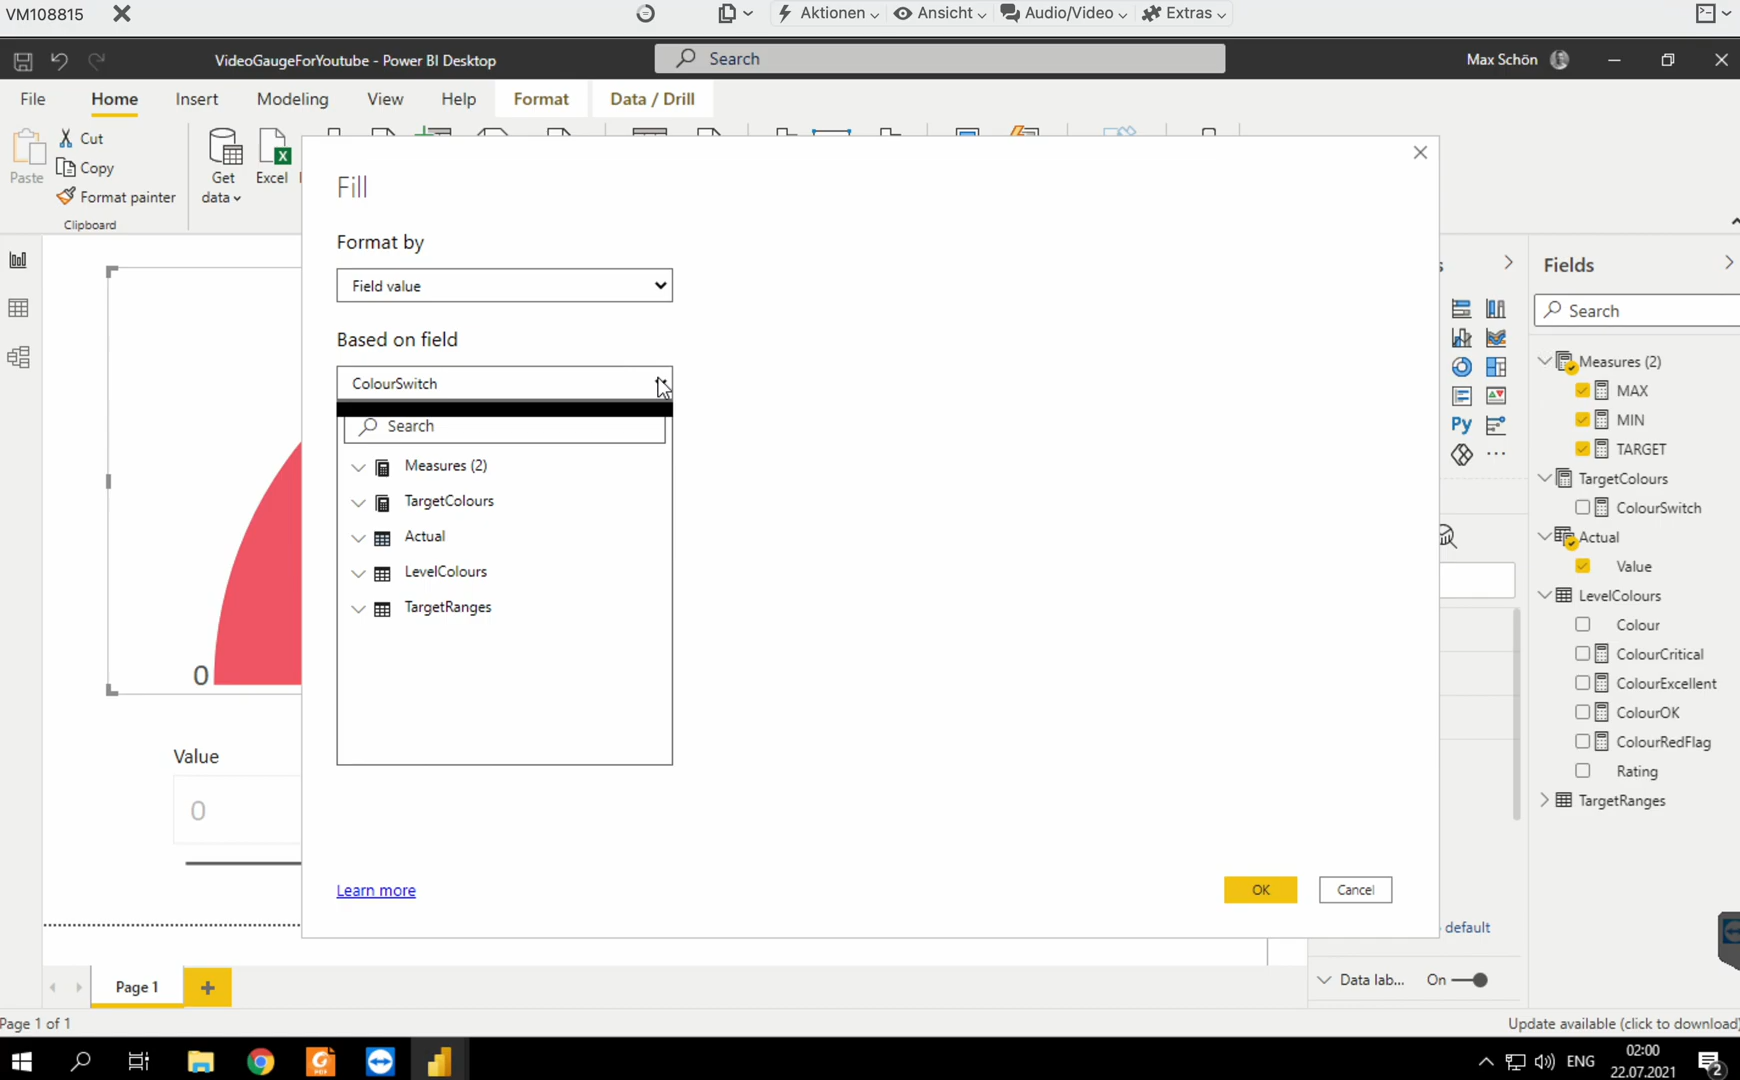 VM108815
Aktionen
Ansicht
Audio/Video
Extras
VideoGaugeForYoutube - Power BI Desktop
Search
Max Schön
File
Home
Insert
Modeling
View
Help
Format
Data / Drill
Paste
Cut
Copy
Format painter
Clipboard
Get
data
Excel
Fill
Format by
Field value
Based on field
ColourSwitch
Search
Measures (2)
TargetColours
Actual
LevelColours
TargetRanges
Learn more
OK
Cancel
0
Value
0
Fields
Search
Measures (2)
MAX
MIN
TARGET
TargetColours
ColourSwitch
Actual
Value
LevelColours
Colour
ColourCritical
ColourExcellent
ColourOK
ColourRedFlag
Rating
TargetRanges
Py
default
Data lab... On
Page 1
Page 1 of 1
Update available (click to download)
ENG
02:00
22.07.2021
2